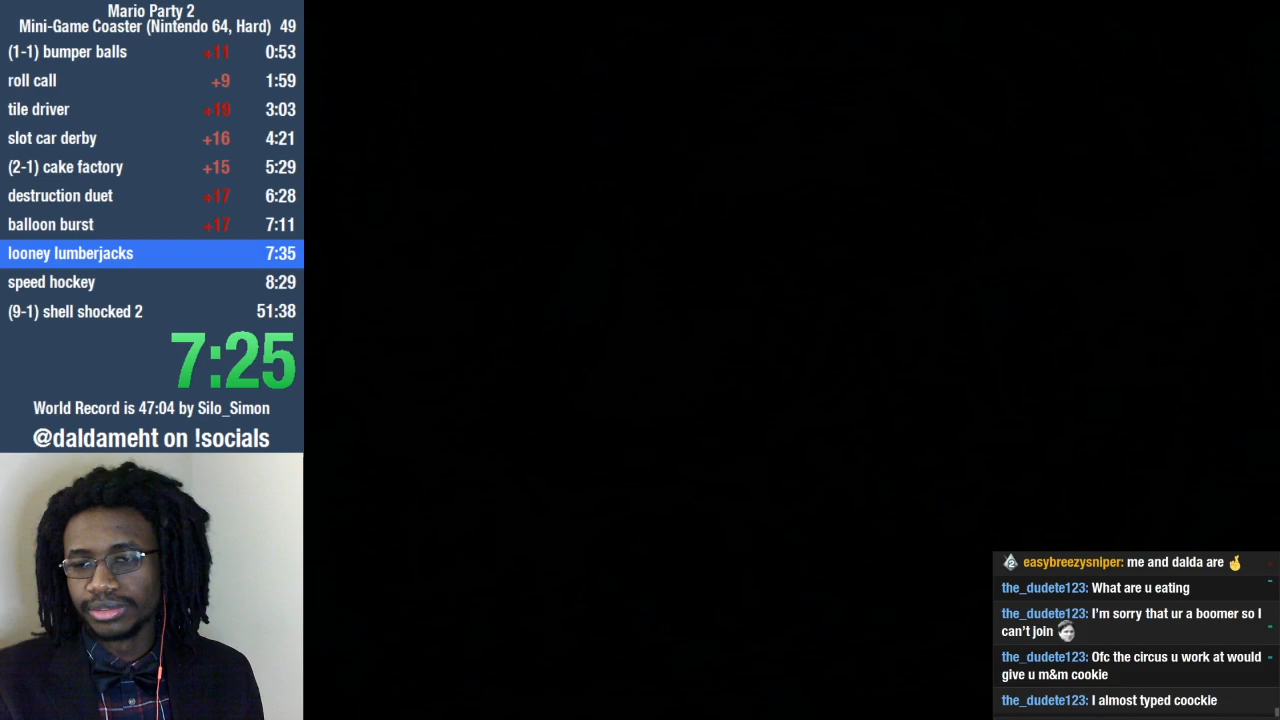 Mario Party 2
Mini-Game Coaster (Nintendo 64, Hard) 49
(1-1) bumper balls +11 0:53
roll call +9 1:59
tile driver +19 3:03
slot car derby +16 4:21
(2-1) cake factory +15 5:29
destruction duet +17 6:28
balloon burst +17 7:11
looney lumberjacks 7:35
speed hockey 8:29
(9-1) shell shocked 2 51:38
7:25
World Record is 47:04 by Silo_Simon
@daldameht on !socials
2 easybreezysniper: me and dalda are 🤞
the_dudete123: What are u eating
the_dudete123: I'm sorry that ur a boomer so I
can't join
the_dudete123: Ofc the circus u work at would
give u m&m cookie
the_dudete123: I almost typed coockie